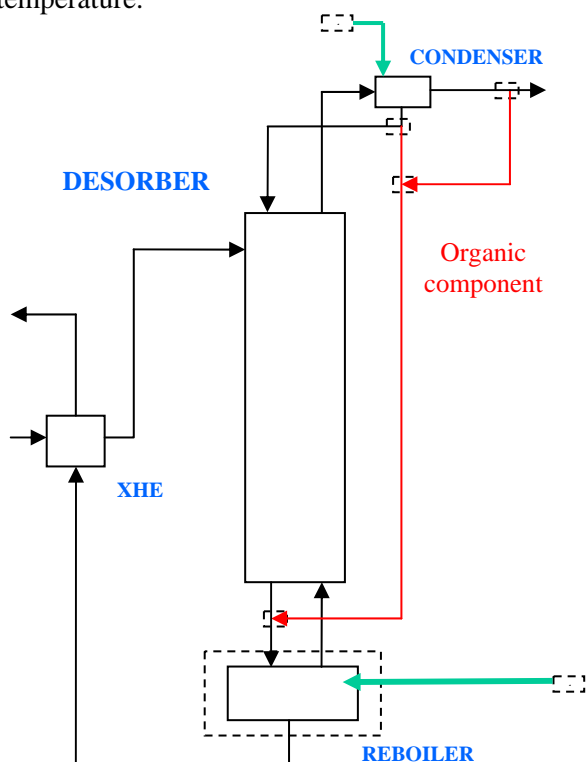 temperature.
CONDENSER
DESORBER
Organic
component
XHE
REBOILER